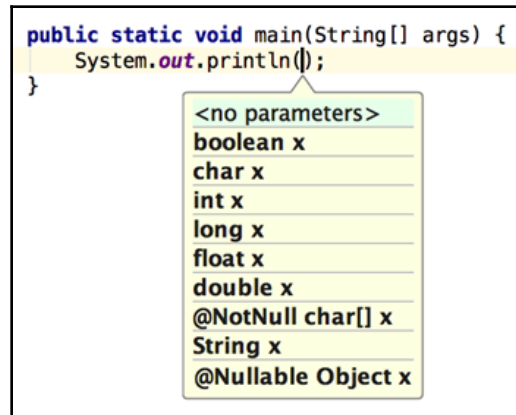 public static void main(String[] args) {
System.out.println();
}
<no parameters>
boolean x
char x
int x
long x
float x
double x
@NotNull char[] x
String x
@Nullable Object x